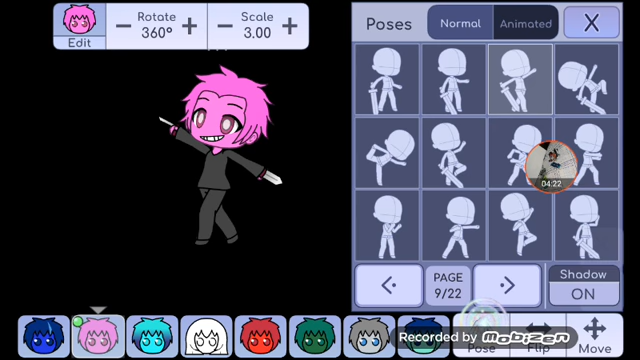 Rotate
Scale
Edit
360°
3.00
Poses
Normal
Animated
X
04:22
PAGE
9/22
Shadow
ON
Pose
Move
Recorded by MOBIZEN